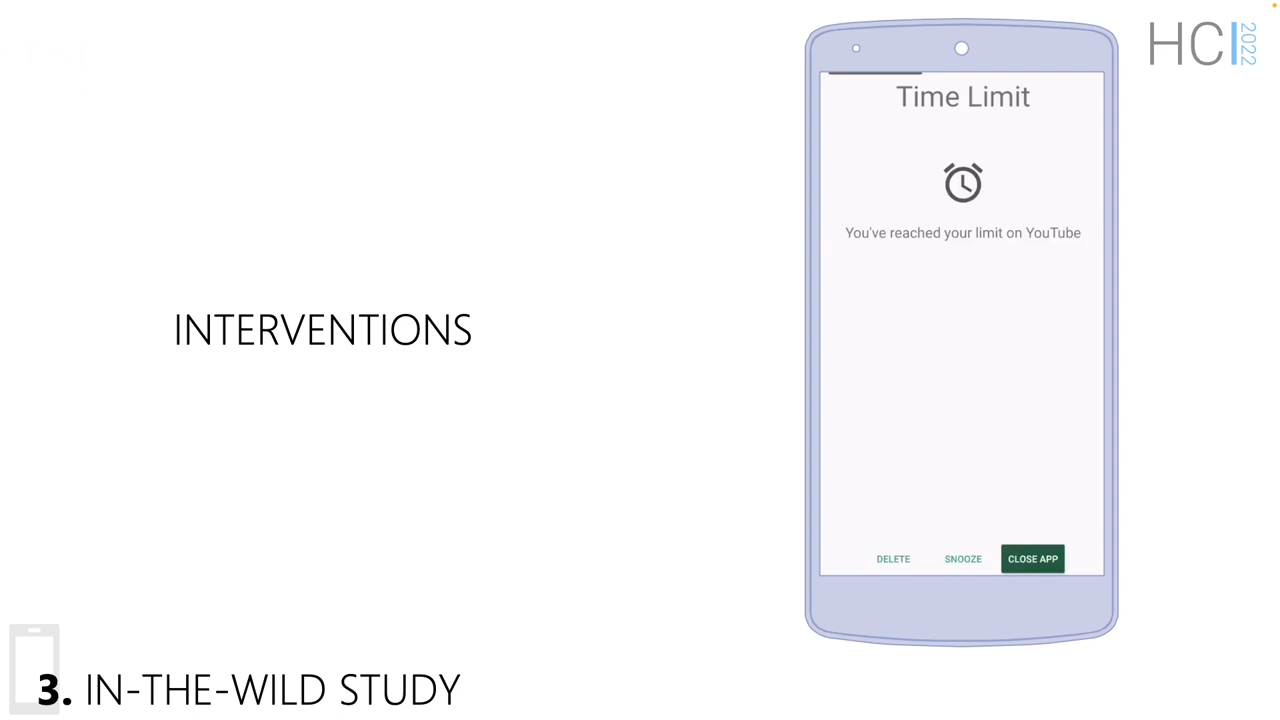 HCI 2022
Time Limit
You've reached your limit on YouTube
INTERVENTIONS
DELETE SNOOZE CLOSE APP
3. IN-THE-WILD STUDY